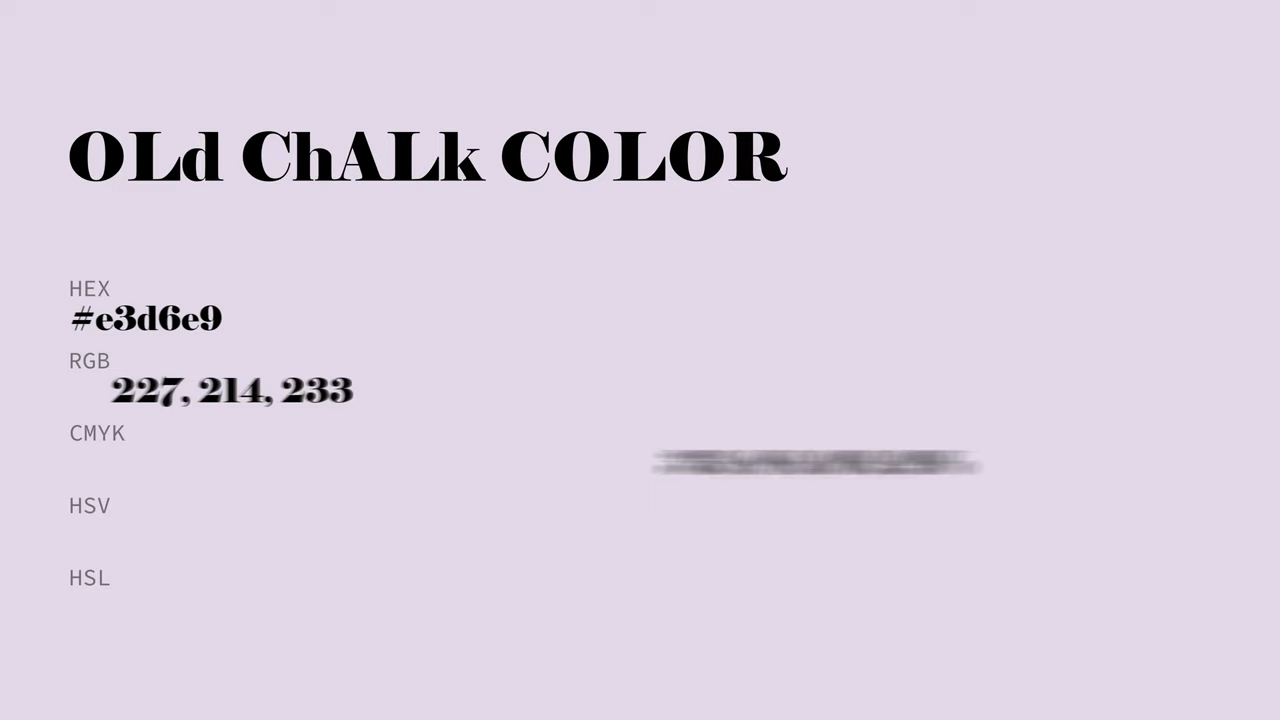 OLd ChALk COLOR
HEX
#e3d6e9
RGB
227, 214, 233
CMYK
HSV
HSL